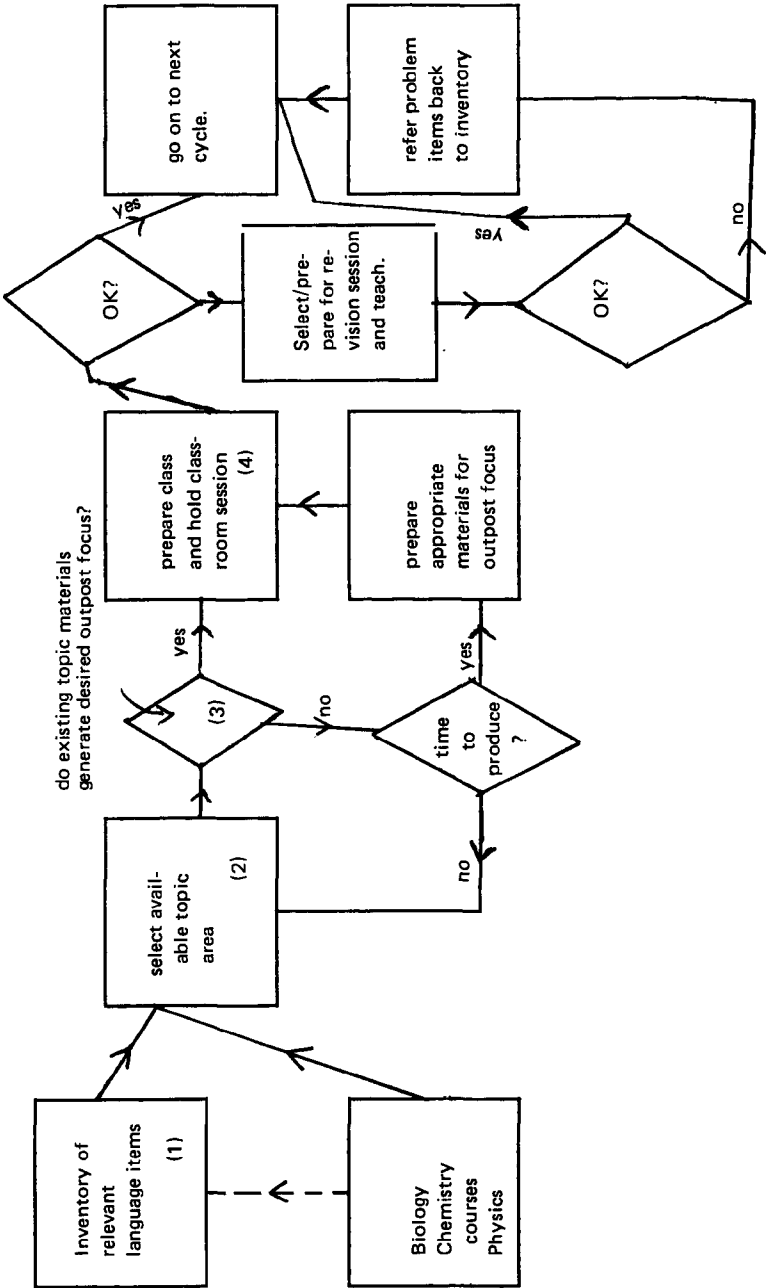 Inventory of
relevant
language items
(1)
Biology
Chemistry
courses
Physics
select avail-
able topic
area
(2)
do existing topic materials
generate desired outpost focus?
(3)
yes
no
time
to
produce
?
no
yes
prepare class
and hold class-
room session
(4)
prepare
appropriate
materials for
outpost focus
OK?
yes
Select/pre-
pare for re-
vision session
and teach.
OK?
yes
no
go on to next
cycle.
refer problem
items back
to inventory